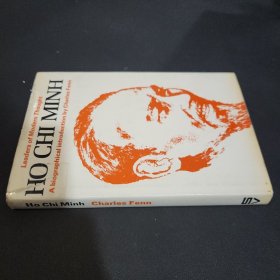 Leaders of Modern Thought
HO CHI MINH
A biographical introduction by Charles Fenn
Ho Chi Minh Charles Fenn